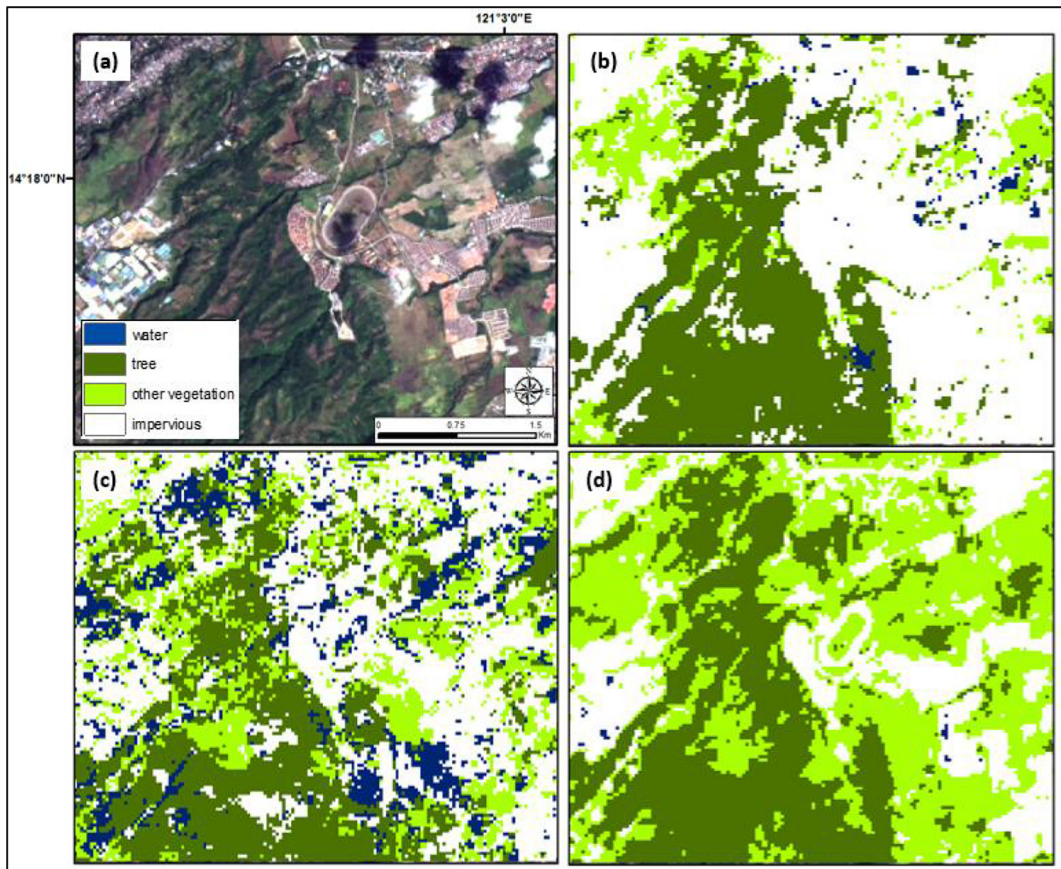 121°3'0"E
(a)
(b)
14°18'0"N
water
tree
other vegetation
impervious
N
W
E
S
0
0.75
1.5
Km
(c)
(d)